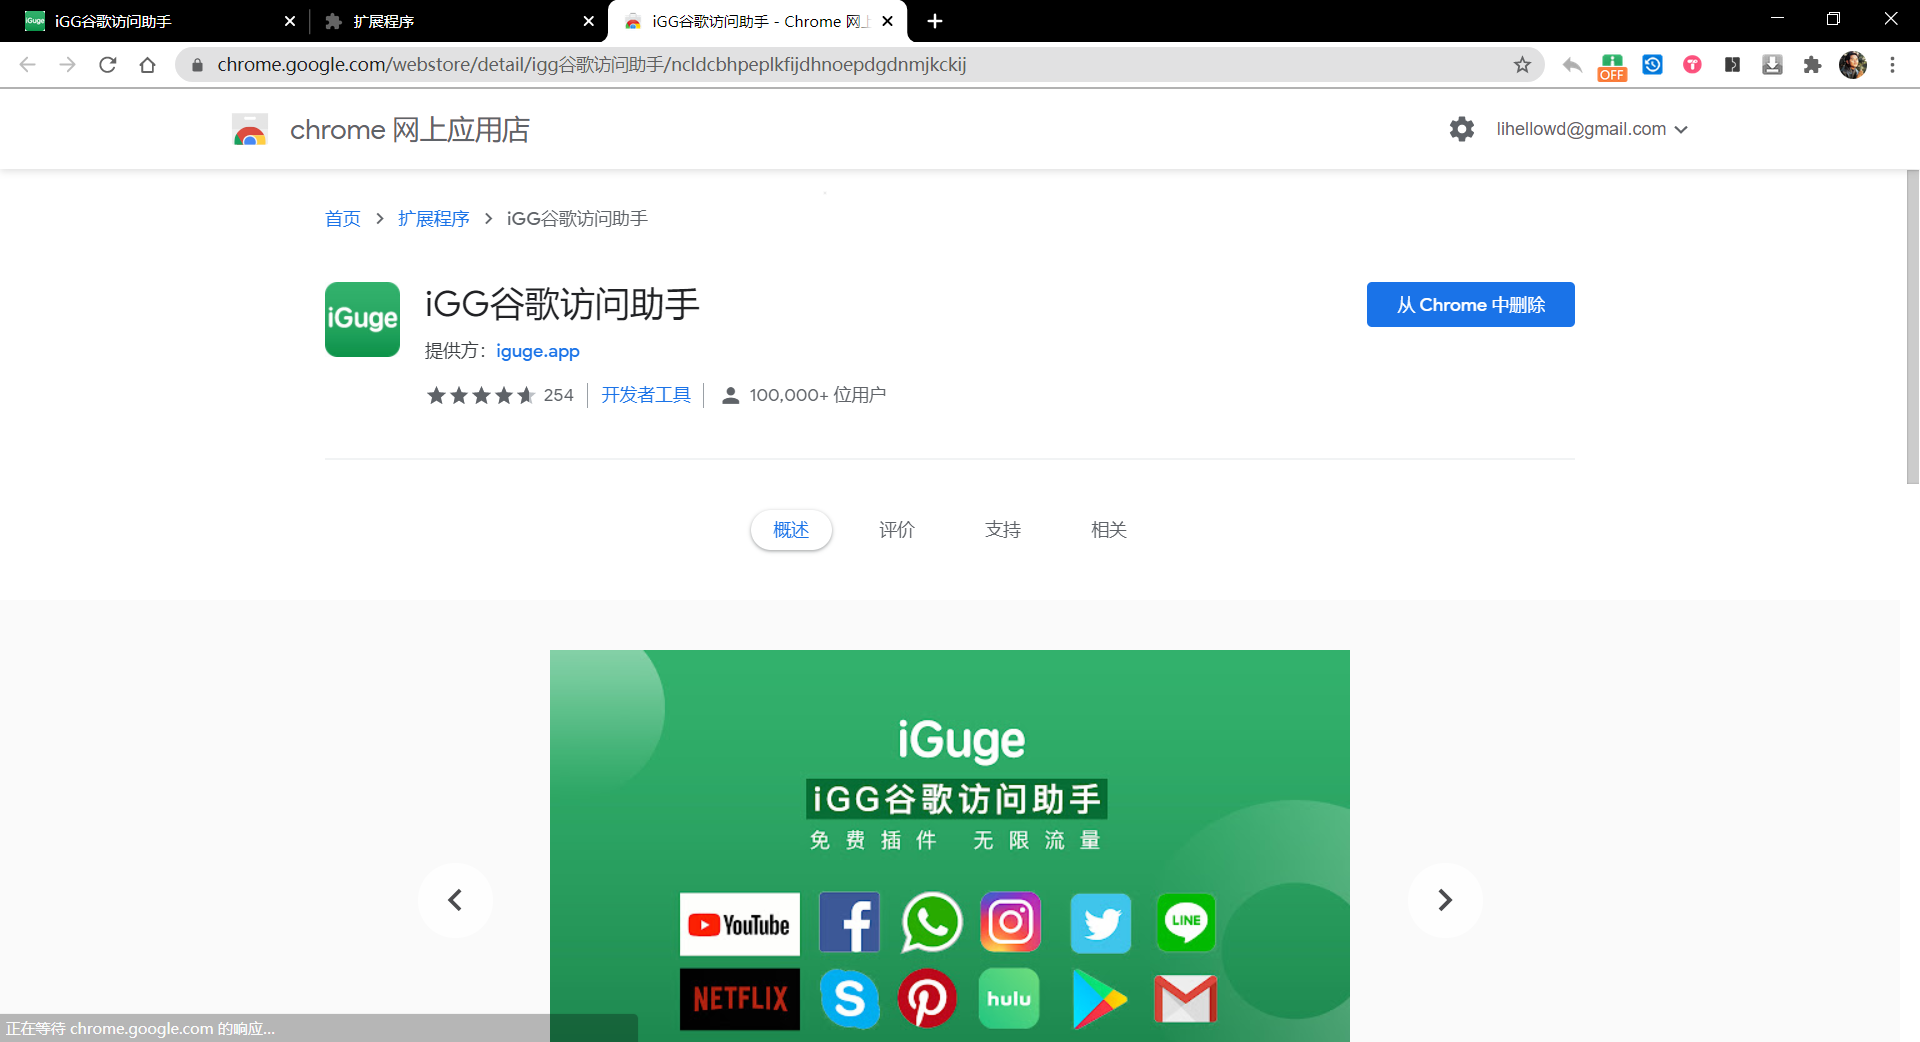 iGG谷歌访问助手
扩展程序
iGG谷歌访问助手 - Chrome 网上
chrome.google.com/webstore/detail/igg谷歌访问助手/ncldcbhpeplkfijdhnoepdgdnmjkckij
OFF
chrome 网上应用店
lihellowd@gmail.com
首页 > 扩展程序 > iGG谷歌访问助手
iGuge
iGG谷歌访问助手
从 Chrome 中删除
提供方： iguge.app
254
开发者工具
100,000+ 位用户
概述
评价
支持
相关
iGuge
iGG谷歌访问助手
免费插件 无限流量
YouTube
LINE
NETFLIX
hulu
正在等待 chrome.google.com 的响应...